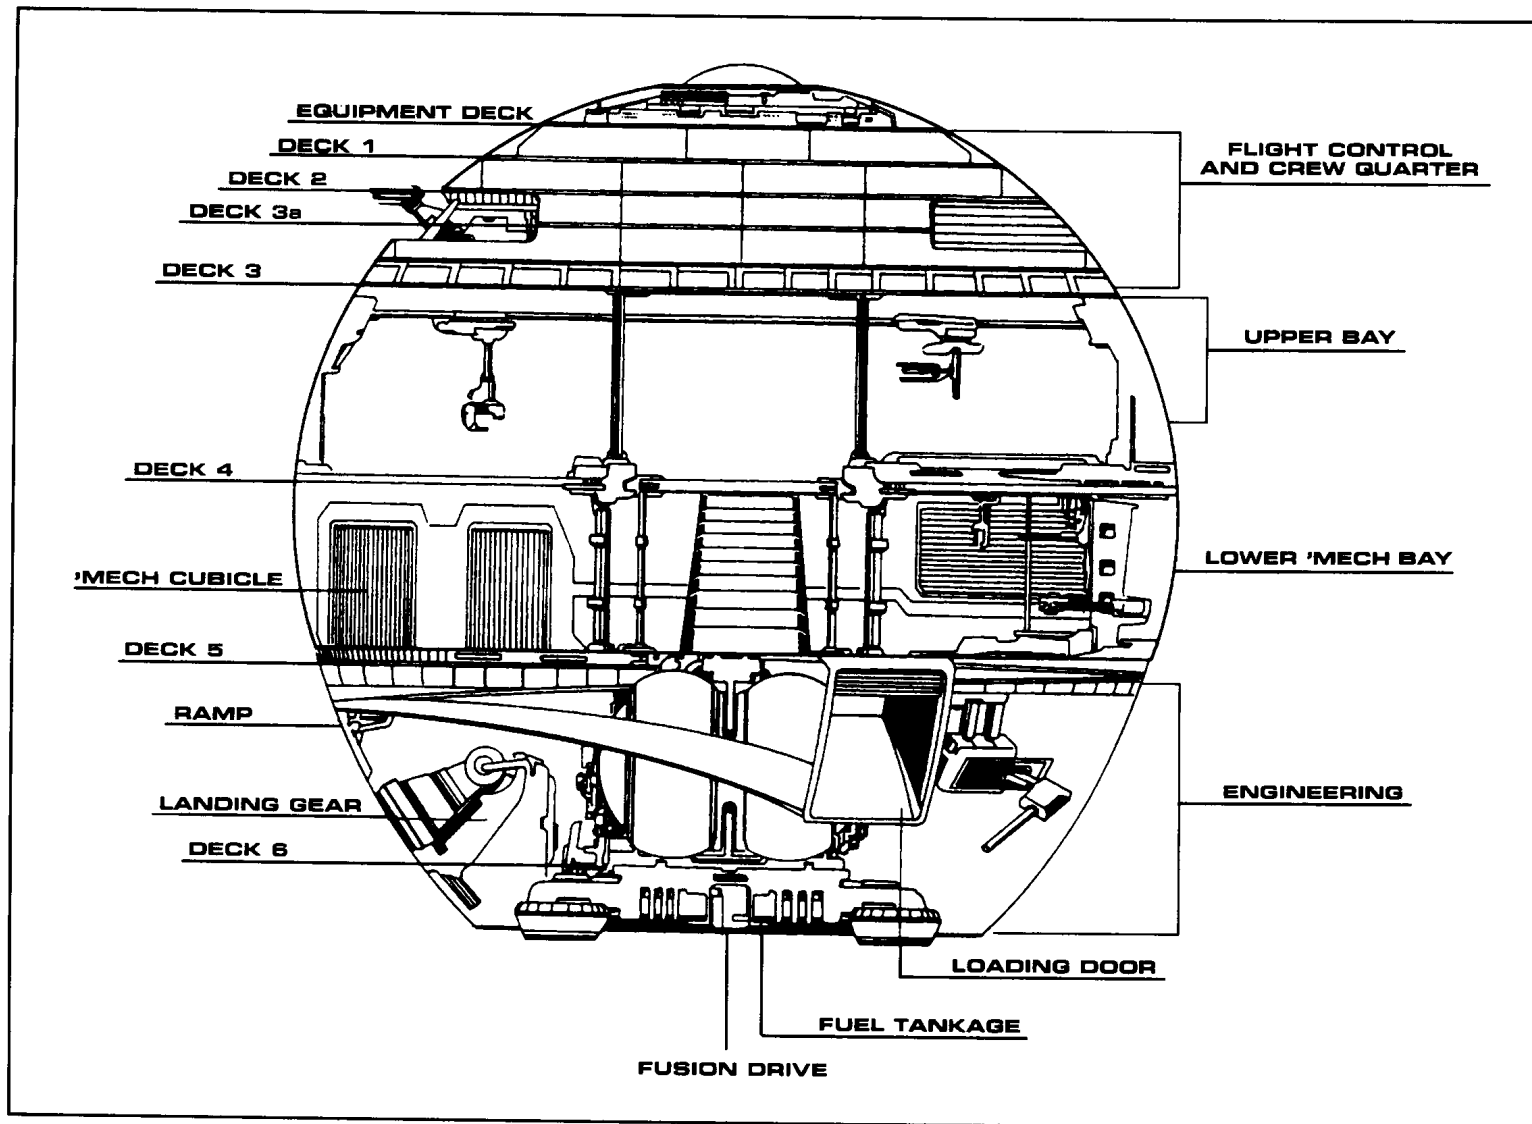 EQUIPMENT DECK
DECK 1
DECK 2
DECK 3a
DECK 3
DECK 4
'MECH CUBICLE
DECK 5
RAMP
LANDING GEAR
DECK 6
FLIGHT CONTROL
AND CREW QUARTER
UPPER BAY
LOWER 'MECH BAY
ENGINEERING
LOADING DOOR
FUEL TANKAGE
FUSION DRIVE